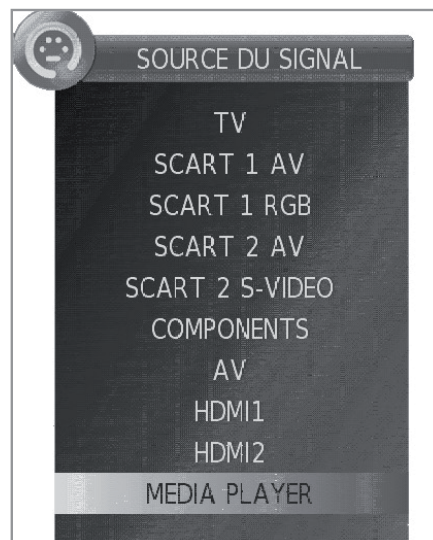 SOURCE DU SIGNAL
TV
SCART 1 AV
SCART 1 RGB
SCART 2 AV
SCART 2 S-VIDEO
COMPONENTS
AV
HDMI1
HDMI2
MEDIA PLAYER